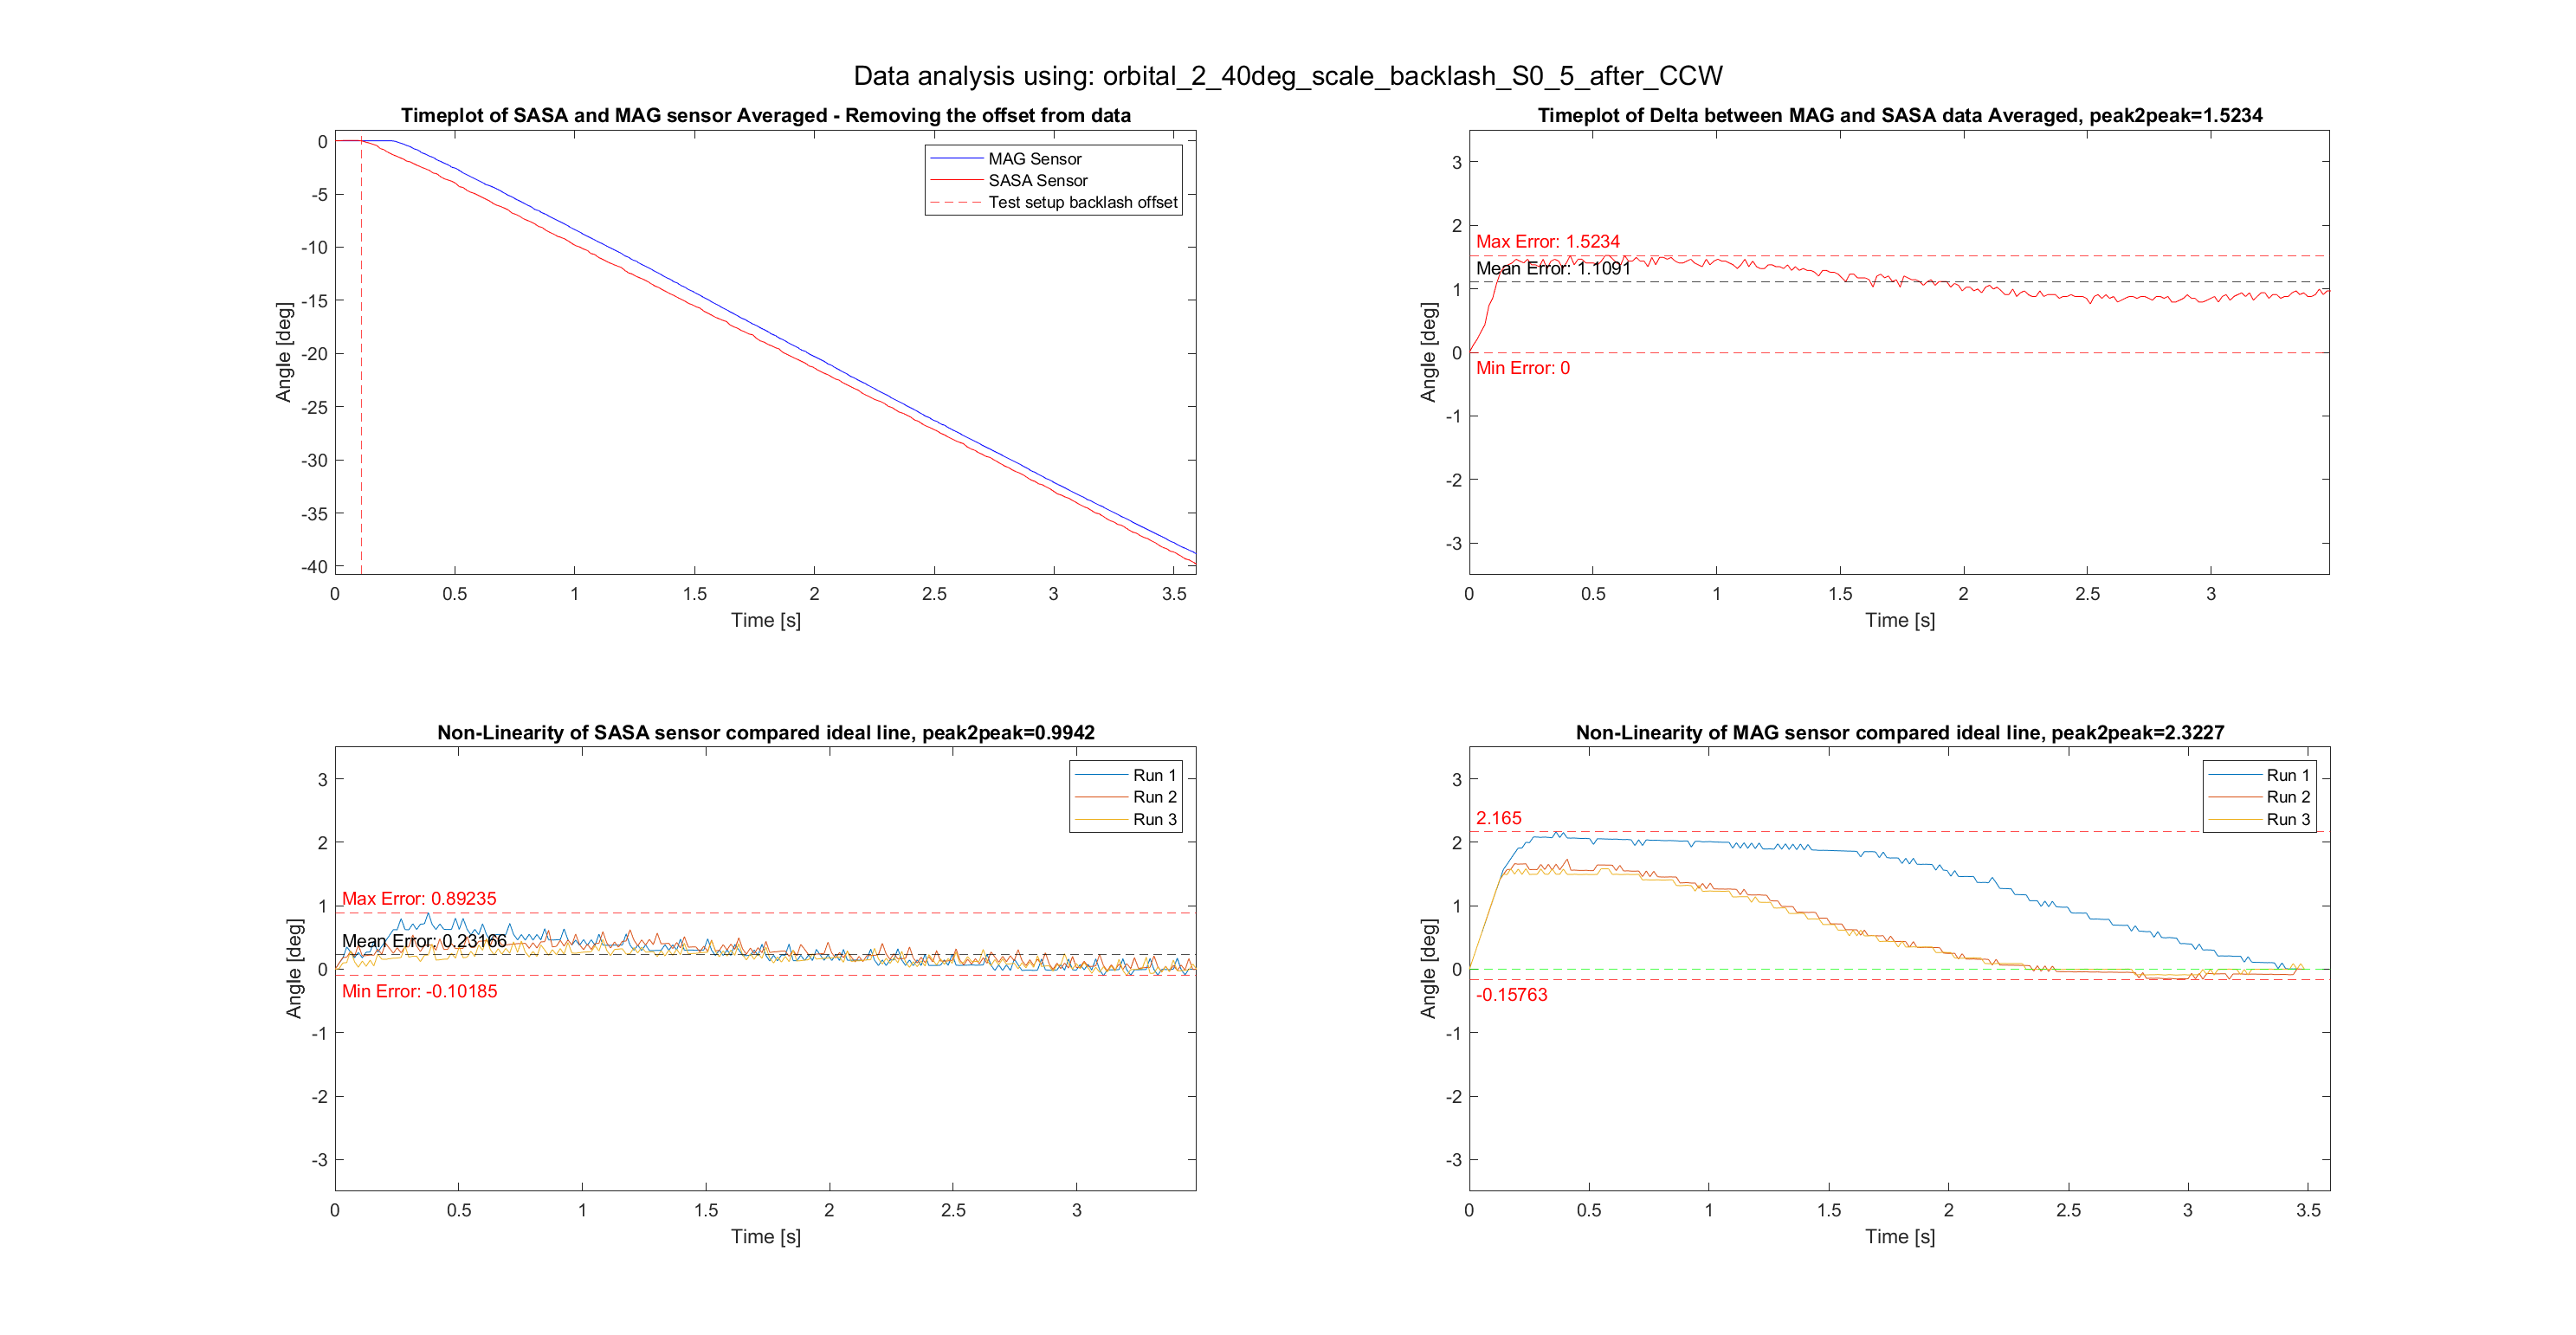 Data analysis using: orbital_2_40deg_scale_backlash_S0_5_after_CCW
Timeplot of SASA and MAG sensor Averaged - Removing the offset from data
0
-5
-10
-15
-20
-25
-30
-35
-40
Angle [deg]
MAG Sensor
SASA Sensor
Test setup backlash offset
0 0.5 1 1.5 2 2.5 3 3.5
Time [s]
Timeplot of Delta between MAG and SASA data Averaged, peak2peak=1.5234
3
2
1
0
-1
-2
-3
Angle [deg]
Max Error: 1.5234
Mean Error: 1.1091
Min Error: 0
0 0.5 1 1.5 2 2.5 3
Time [s]
Non-Linearity of SASA sensor compared ideal line, peak2peak=0.9942
3
2
1
0
-1
-2
-3
Angle [deg]
Run 1
Run 2
Run 3
Max Error: 0.89235
Mean Error: 0.23166
Min Error: -0.10185
0 0.5 1 1.5 2 2.5 3
Time [s]
Non-Linearity of MAG sensor compared ideal line, peak2peak=2.3227
3
2
1
0
-1
-2
-3
Angle [deg]
Run 1
Run 2
Run 3
2.165
-0.15763
0 0.5 1 1.5 2 2.5 3 3.5
Time [s]